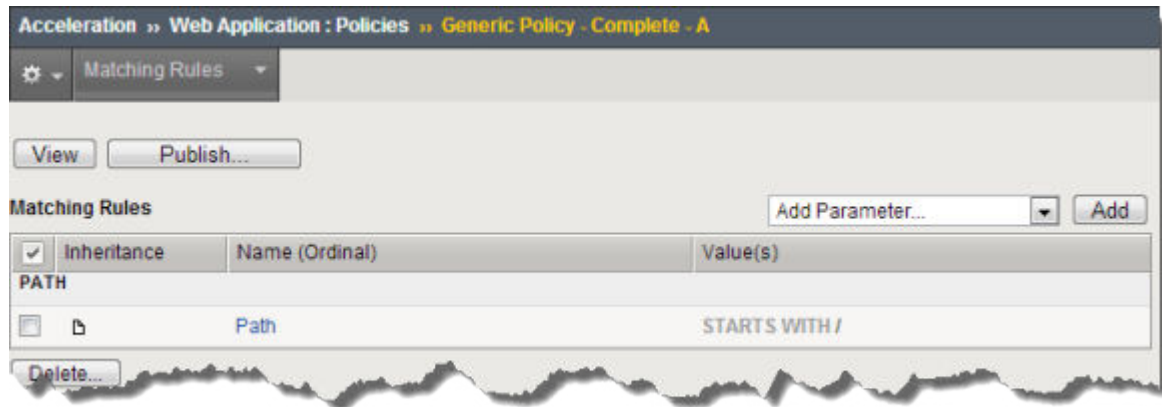 Acceleration ›› Web Application : Policies ›› Generic Policy - Complete - A
Matching Rules
View Publish...
Matching Rules Add Parameter... Add
Inheritance Name (Ordinal) Value(s)
PATH
Path STARTS WITH /
Delete...